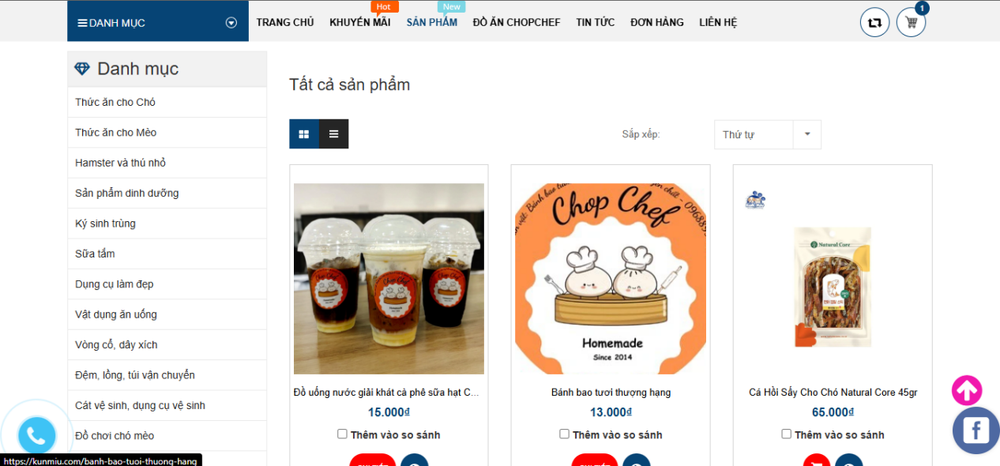 Hot
New
DANH MỤC
TRANG CHỦ
KHUYẾN MÃI
SẢN PHẨM
ĐỒ ĂN CHOPCHEF
TIN TỨC
ĐƠN HÀNG
LIÊN HỆ
1
Danh mục
Thức ăn cho Chó
Thức ăn cho Mèo
Hamster và thú nhỏ
Sản phẩm dinh dưỡng
Ký sinh trùng
Sữa tắm
Dụng cụ làm đẹp
Vật dụng ăn uống
Vòng cổ, dây xích
Đệm, lồng, túi vận chuyển
Cát vệ sinh, dụng cụ vệ sinh
Đồ chơi chó mèo
https://kunmiu.com/banh-bao-tuoi-thuong-hang
Tất cả sản phẩm
Sắp xếp:
Thứ tự
Chop Chef
Chop Chef
Chop Chef
Đồ uống nước giải khát cà phê sữa hạt C...
15.000₫
Thêm vào so sánh
Chop Chef
Homemade
Since 2014
Bánh bao tươi thượng hạng
13.000₫
Thêm vào so sánh
Natural Core
Cá Hồi Sấy Cho Chó Natural Core 45gr
65.000₫
Thêm vào so sánh